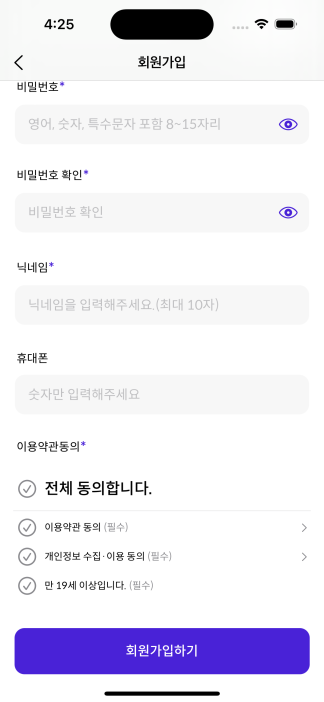 4:25
회원가입
비밀번호*
영어, 숫자, 특수문자 포함 8~15자리
비밀번호 확인*
비밀번호 확인
닉네임*
닉네임을 입력해주세요.(최대 10자)
휴대폰
숫자만 입력해주세요
이용약관동의*
전체 동의합니다.
이용약관 동의 (필수)
개인정보 수집·이용 동의 (필수)
만 19세 이상입니다. (필수)
회원가입하기